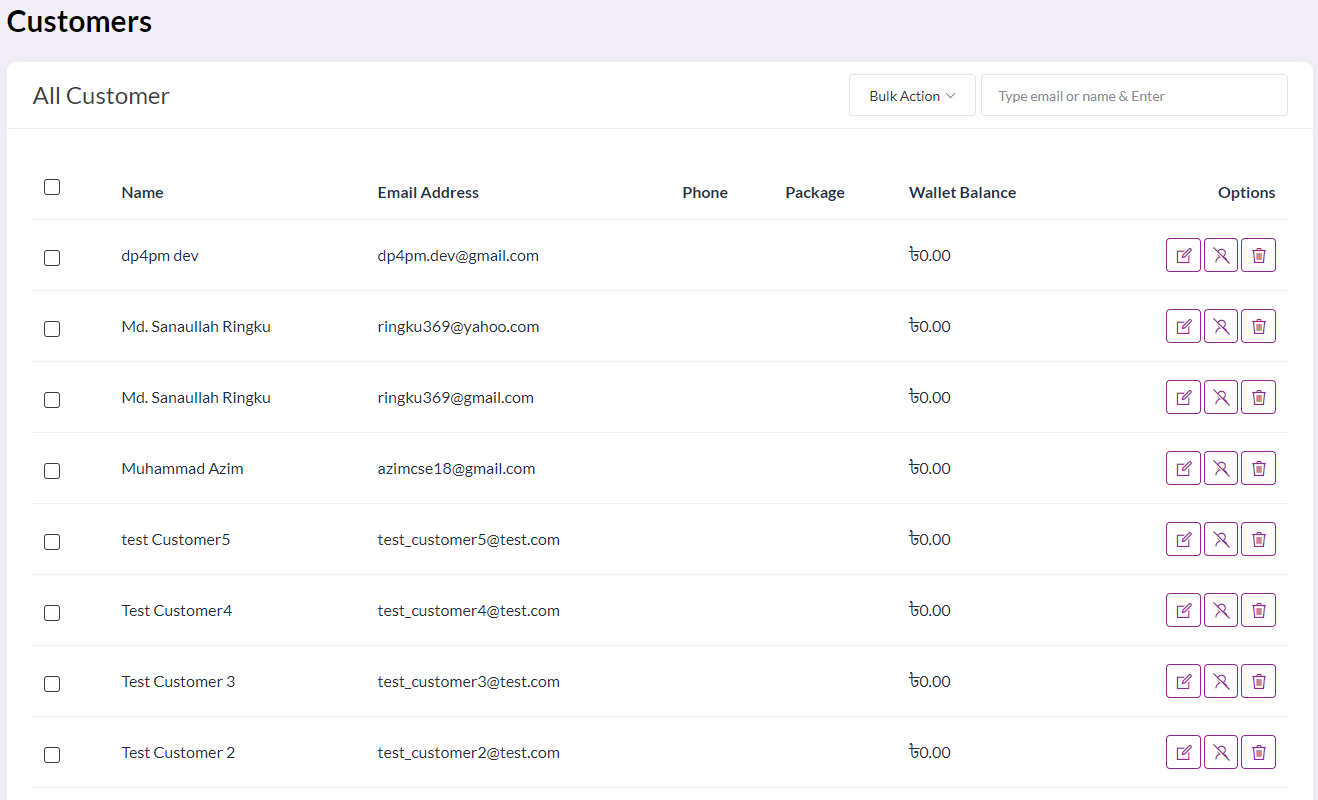 Customers
All Customer Bulk Action Type email or name & Enter
Name Email Address Phone Package Wallet Balance Options
dp4pm dev dp4pm.dev@gmail.com ৳0.00
Md. Sanaullah Ringku ringku369@yahoo.com ৳0.00
Md. Sanaullah Ringku ringku369@gmail.com ৳0.00
Muhammad Azim azimcse18@gmail.com ৳0.00
test Customer5 test_customer5@test.com ৳0.00
Test Customer4 test_customer4@test.com ৳0.00
Test Customer 3 test_customer3@test.com ৳0.00
Test Customer 2 test_customer2@test.com ৳0.00